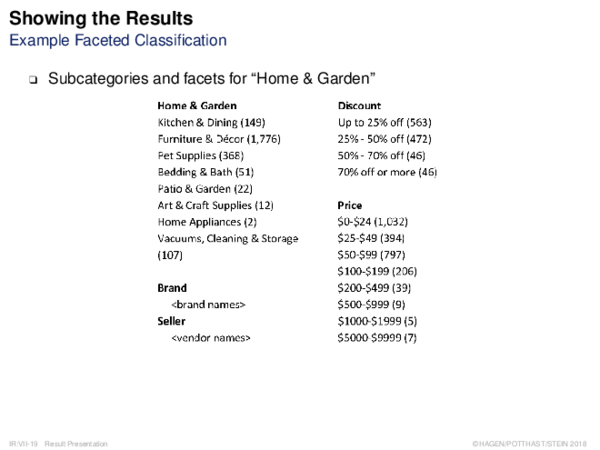 Showing the Results
Example Faceted Classification
❑ Subcategories and facets for “Home & Garden”
Home & Garden
Kitchen & Dining (149)
Furniture & Décor (1,776)
Pet Supplies (368)
Bedding & Bath (51)
Patio & Garden (22)
Art & Craft Supplies (12)
Home Appliances (2)
Vacuums, Cleaning & Storage
(107)
Brand
<brand names>
Seller
<vendor names>
Discount
Up to 25% off (563)
25% - 50% off (472)
50% - 70% off (46)
70% off or more (46)
Price
$0-$24 (1,032)
$25-$49 (394)
$50-$99 (797)
$100-$199 (206)
$200-$499 (39)
$500-$999 (9)
$1000-$1999 (5)
$5000-$9999 (7)
IR:VII-19 Result Presentation
©HAGEN/POTTHAST/STEIN 2018